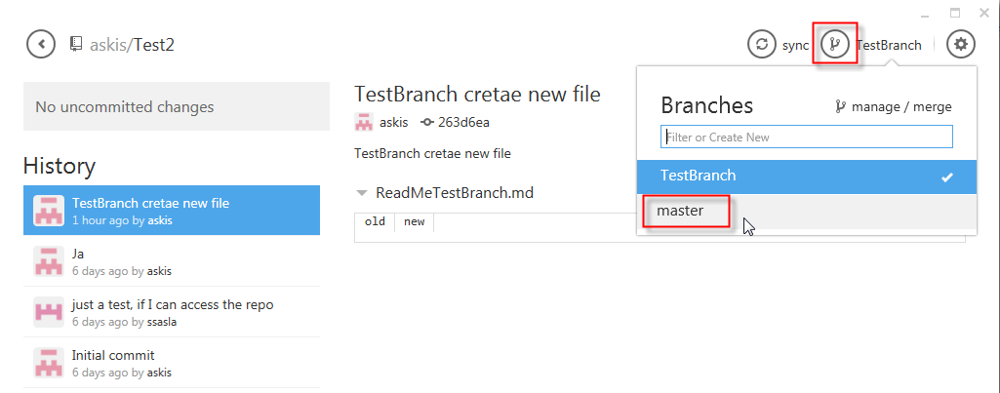 askis/Test2
sync
TestBranch
No uncommitted changes
History
TestBranch cretae new file
1 hour ago by askis
Ja
6 days ago by askis
just a test, if I can access the repo
6 days ago by ssasla
Initial commit
6 days ago by askis
TestBranch cretae new file
askis 263d6ea
TestBranch cretae new file
ReadMeTestBranch.md
old new
Branches
manage / merge
Filter or Create New
TestBranch
master